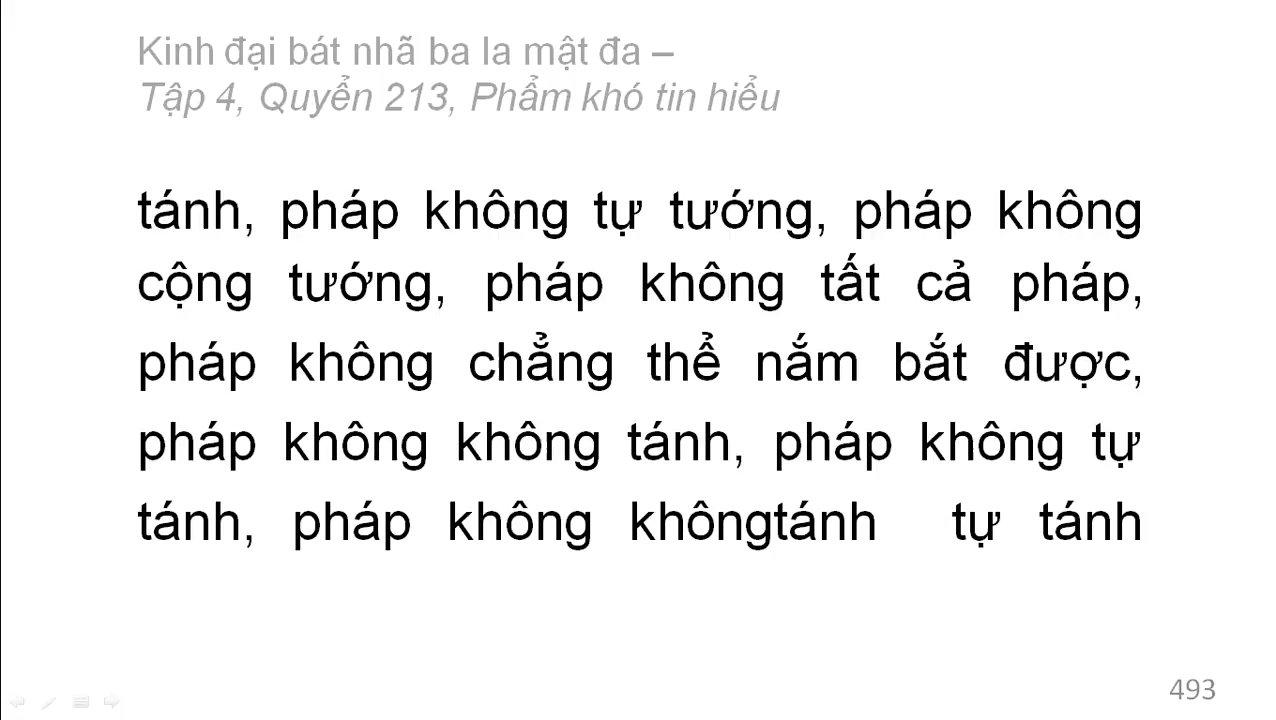 Kinh đại bát nhã ba la mật đa –
Tập 4, Quyển 213, Phẩm khó tin hiểu
tánh, pháp không tự tướng, pháp không
cộng tướng, pháp không tất cả pháp,
pháp không chẳng thể nắm bắt được,
pháp không không tánh, pháp không tự
tánh, pháp không khôngtánh tự tánh
493